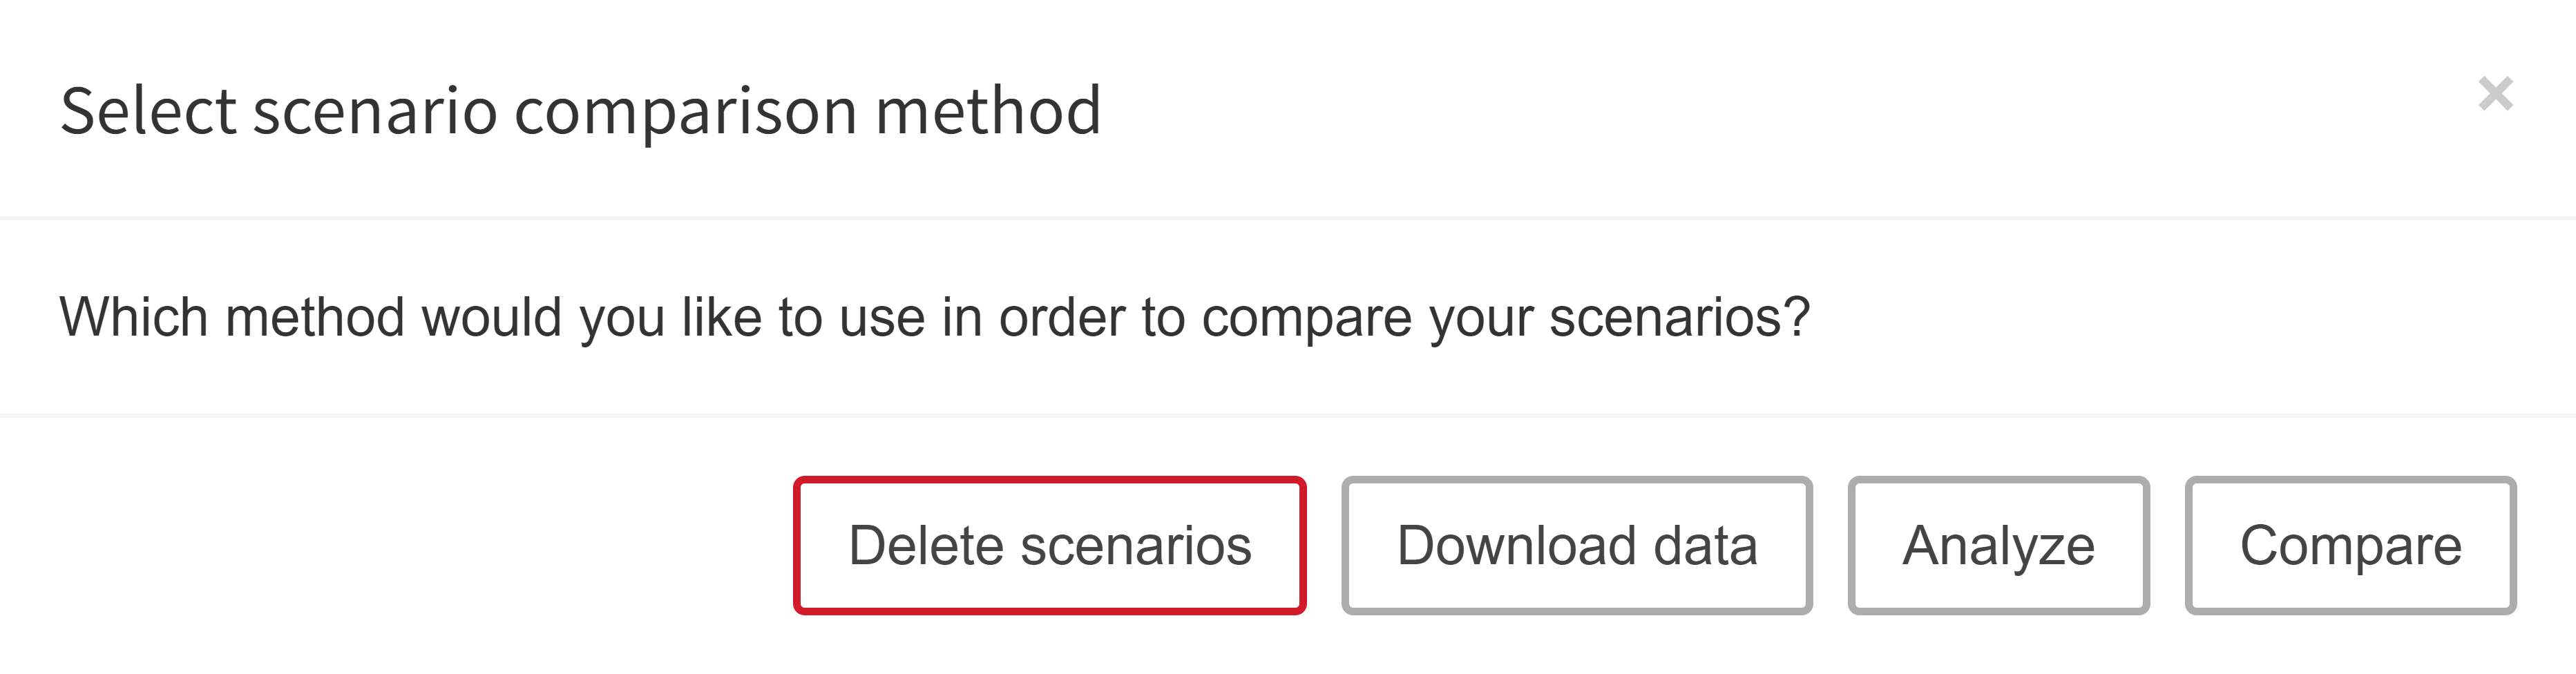 Select scenario comparison method
Which method would you like to use in order to compare your scenarios?
Delete scenarios
Download data
Analyze
Compare